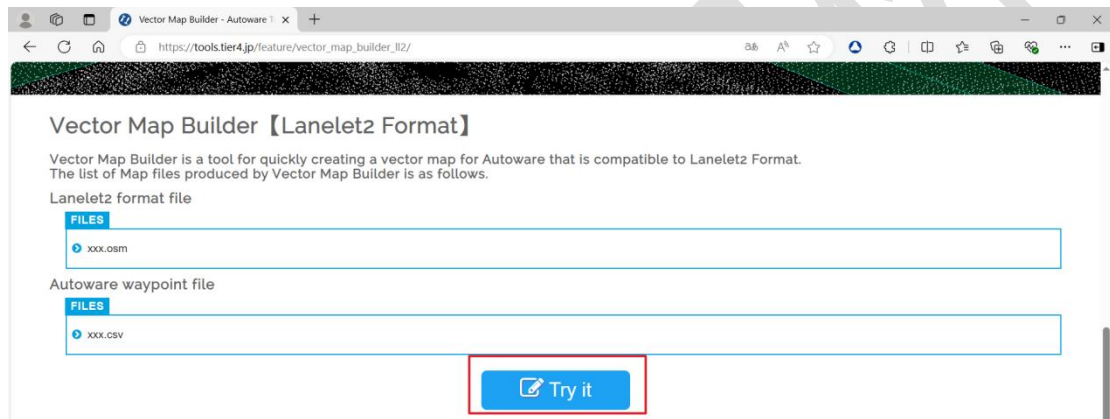 Vector Map Builder - Autoware T
https://tools.tier4.jp/feature/vector_map_builder_ll2/
Vector Map Builder【Lanelet2 Format】
Vector Map Builder is a tool for quickly creating a vector map for Autoware that is compatible to Lanelet2 Format.
The list of Map files produced by Vector Map Builder is as follows.
Lanelet2 format file
FILES
xxx.osm
Autoware waypoint file
FILES
xxx.csv
Try it